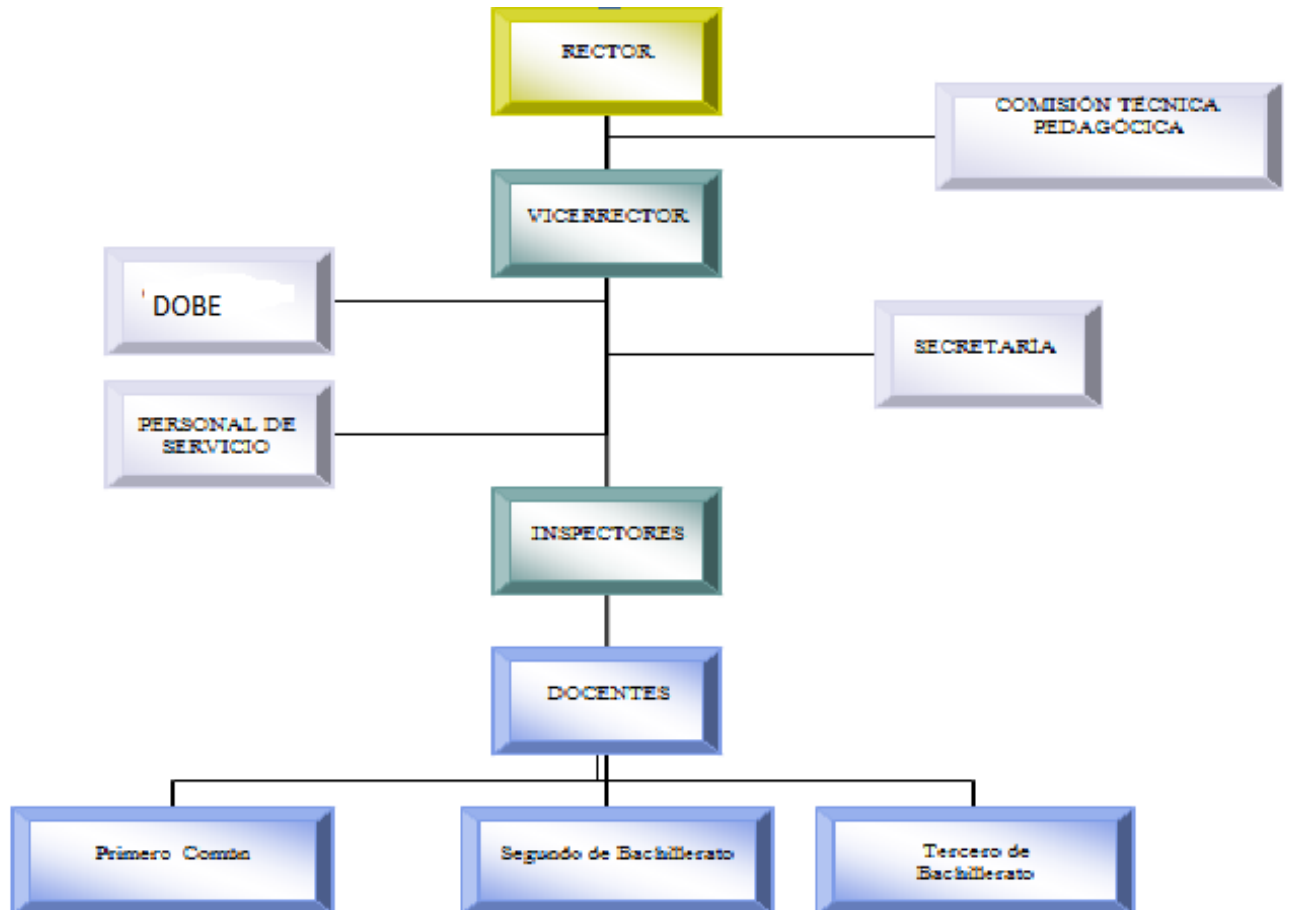 RECTOR
COMISIÓN TÉCNICA
PEDAGÓCICA
VICERRECTOR
DOBE
SECRETARÍA
PERSONAL DE
SERVICIO
INSPECTORES
DOCENTES
Primero Común
Segundo de Bachillerato
Tercero de
Bachillerato